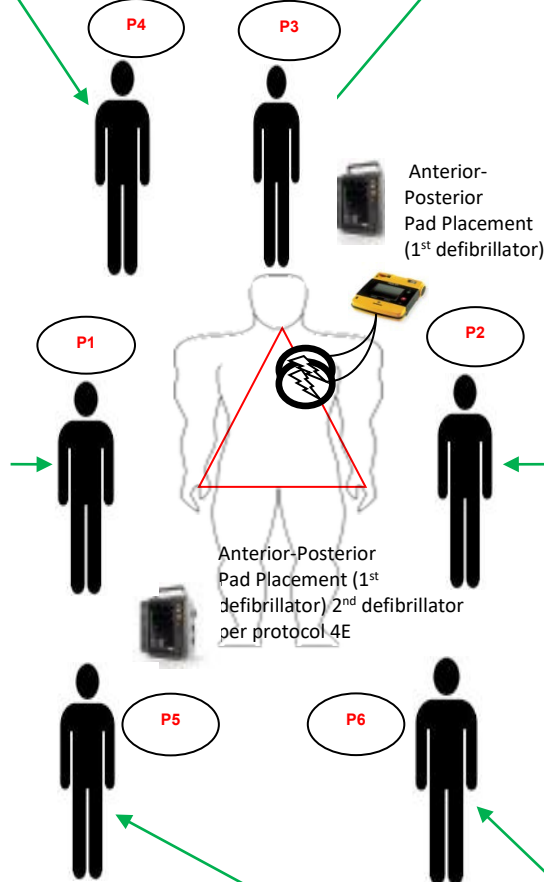 P4
P3
Anterior-
Posterior
Pad Placement
(1st defibrillator)
P1
P2
Anterior-Posterior
Pad Placement (1st
defibrillator) 2nd defibrillator
per protocol 4E
P5
P6